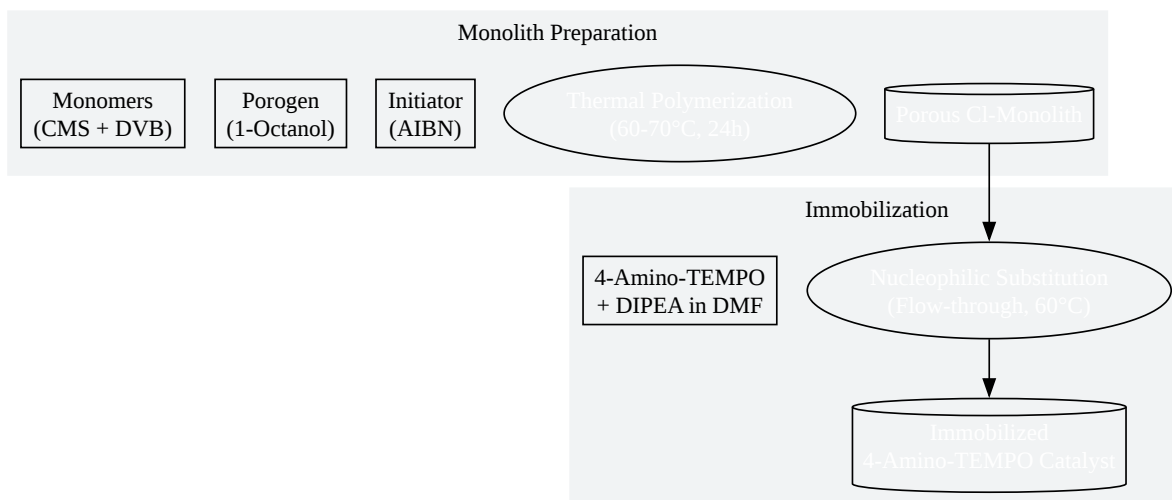 Monolith Preparation
Monomers
(CMS + DVB)
Porogen
(1-Octanol)
Initiator
(AIBN)
Thermal Polymerization
(60-70°C, 24h)
Porous Cl-Monolith
Immobilization
4-Amino-TEMPO
+ DIPEA in DMF
Nucleophilic Substitution
(Flow-through, 60°C)
Immobilized
4-Amino-TEMPO Catalyst